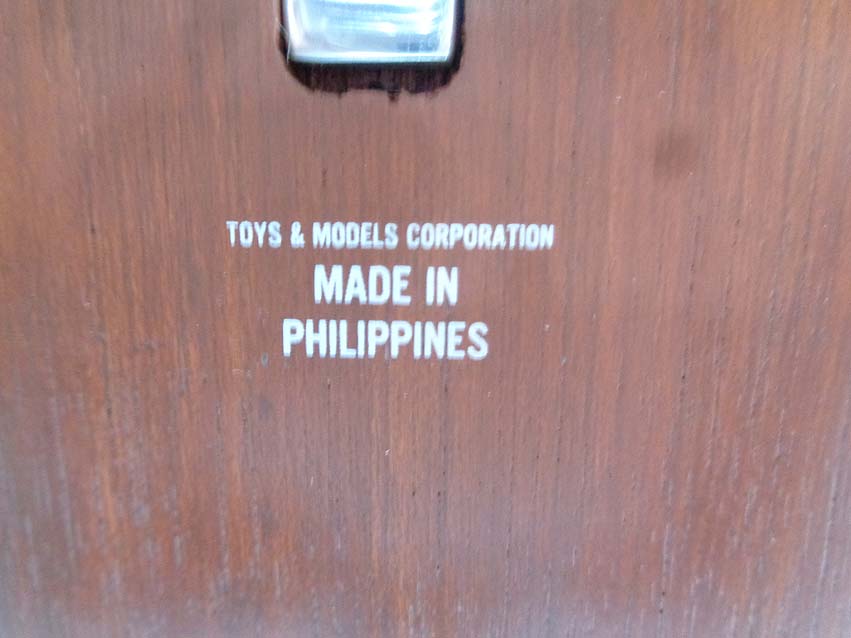 TOYS & MODELS CORPORATION
MADE IN
PHILIPPINES